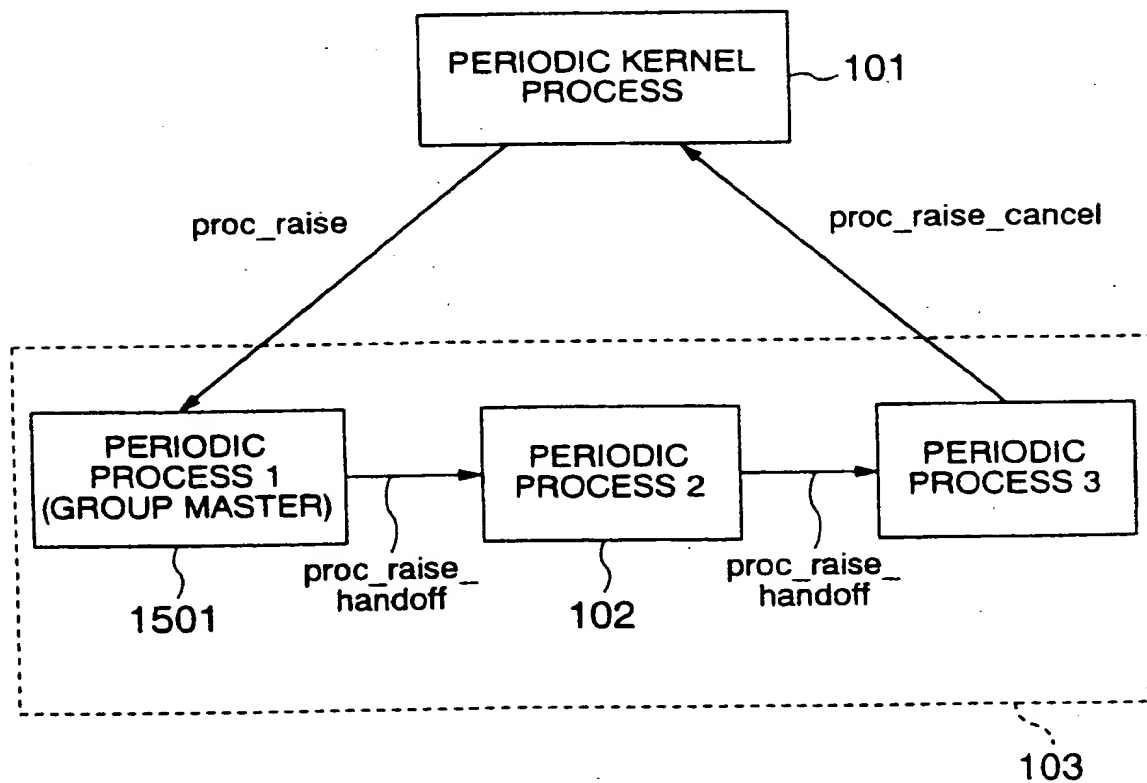 PERIODIC KERNEL
PROCESS
101
proc_raise
proc_raise_cancel
PERIODIC
PROCESS 1
(GROUP MASTER)
PERIODIC
PROCESS 2
PERIODIC
PROCESS 3
proc_raise_
handoff
proc_raise_
handoff
1501
102
103